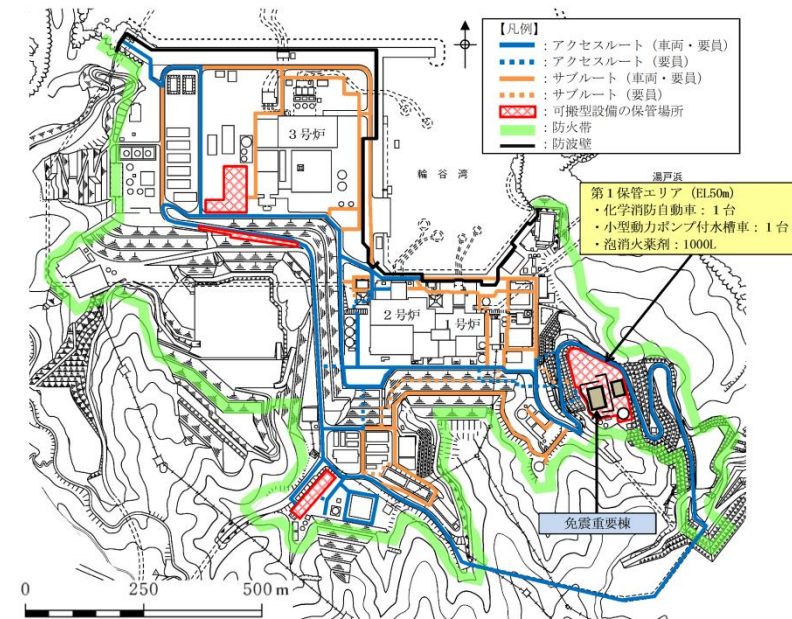 【凡例】
：アクセスルート（車両・要員）
：アクセスルート（要員）
：サブルート（車両・要員）
：サブルート（要員）
：可搬型設備の保管場所
：防火帯
：防波壁
3号炉
輪谷湾
湯戸浜
第1保管エリア（EL50m）
・化学消防自動車：1台
・小型動力ポンプ付水槽車：1台
・泡消火薬剤：1000L
2号炉
1号炉
免震重要棟
0 250 500 m